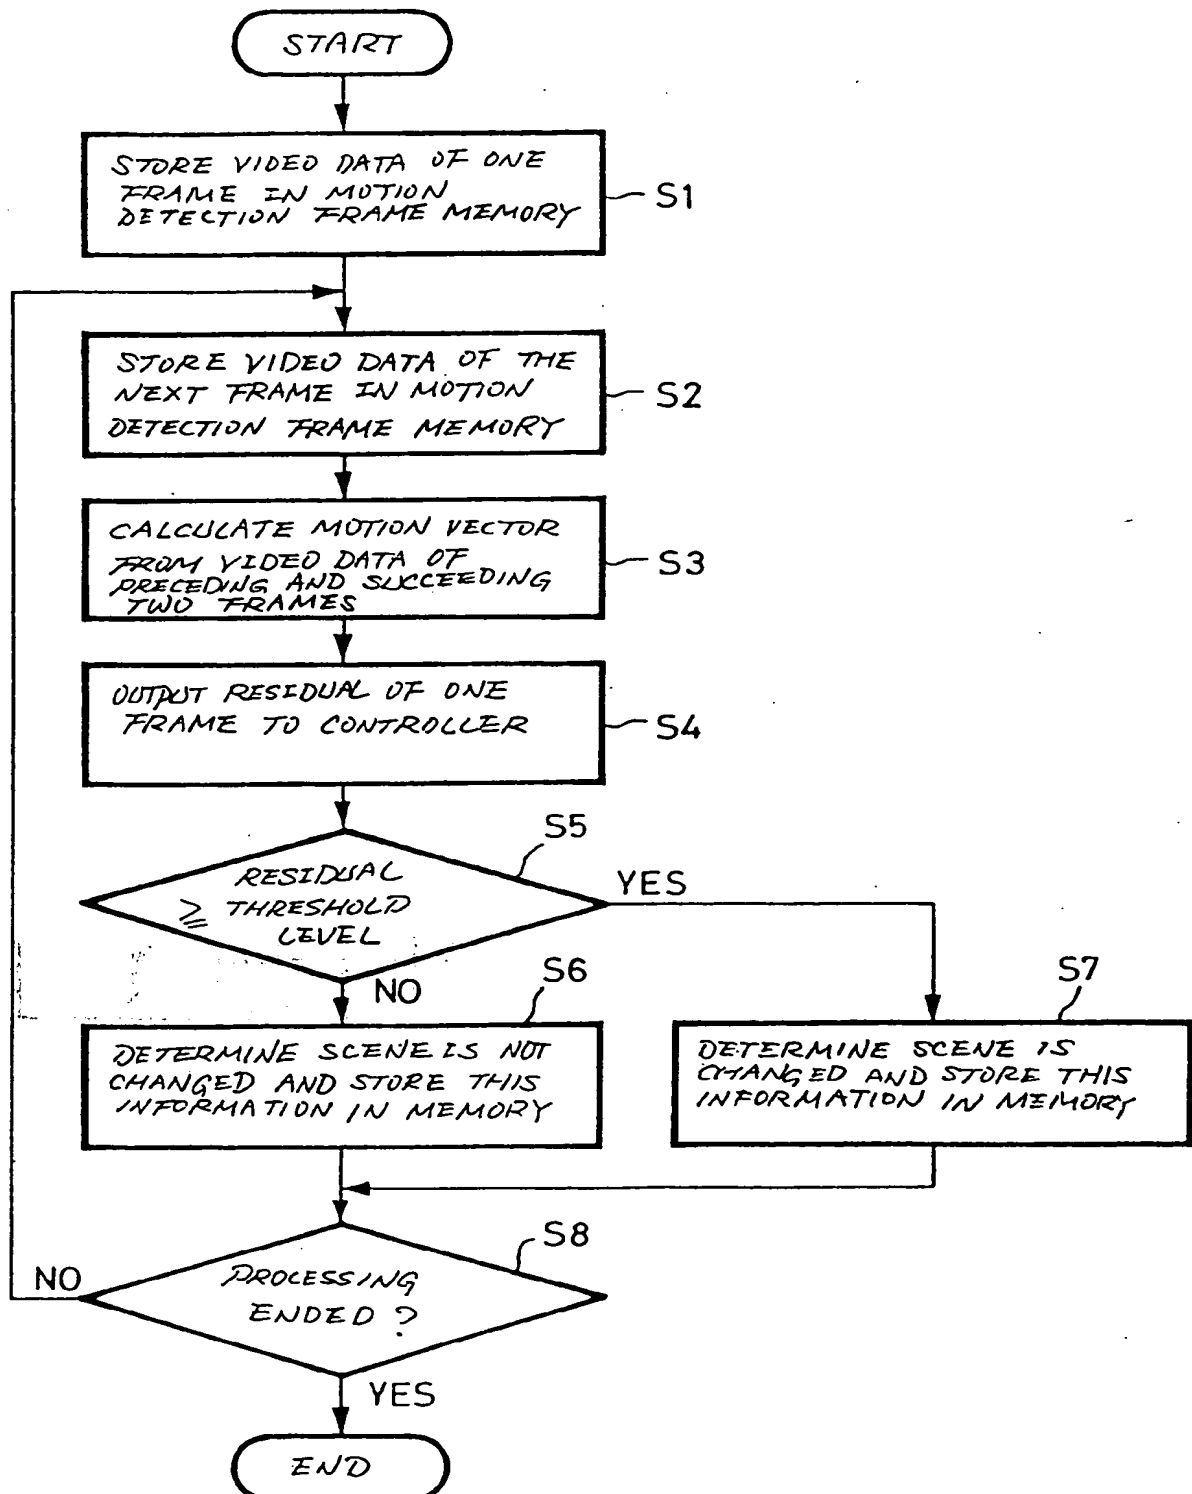 START
STORE VIDEO DATA OF ONE
FRAME IN MOTION
DETECTION FRAME MEMORY
S1
STORE VIDEO DATA OF THE
NEXT FRAME IN MOTION
DETECTION FRAME MEMORY
S2
CALCULATE MOTION VECTOR
FROM VIDEO DATA OF
PRECEDING AND SUCCEEDING
TWO FRAMES
S3
OUTPUT RESIDUAL OF ONE
FRAME TO CONTROLLER
S4
S5
RESIDUAL
≧ THRESHOLD
LEVEL
YES
NO
S6
DETERMINE SCENE IS NOT
CHANGED AND STORE THIS
INFORMATION IN MEMORY
S7
DETERMINE SCENE IS
CHANGED AND STORE THIS
INFORMATION IN MEMORY
S8
PROCESSING
ENDED ?
NO
YES
END